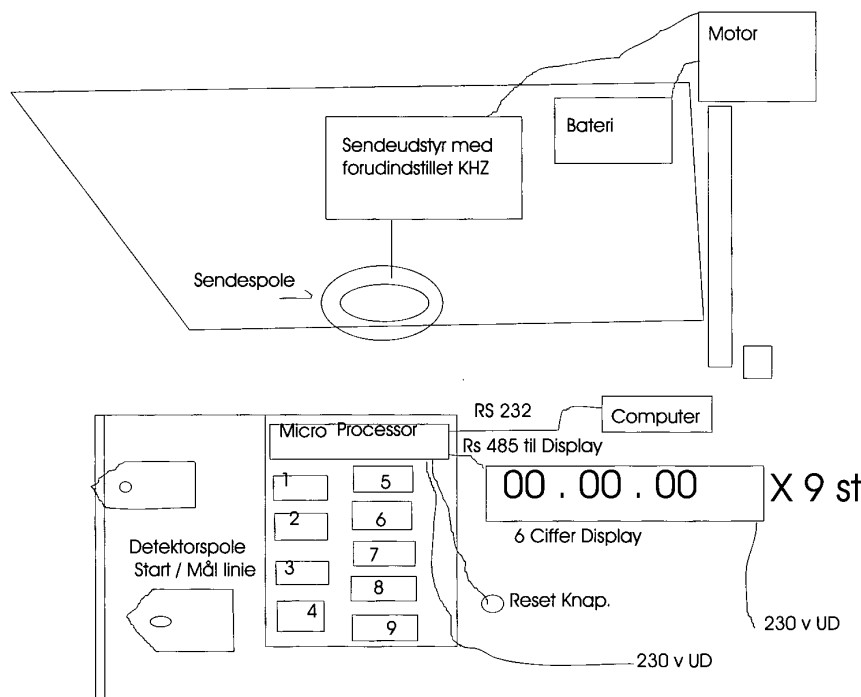 Motor
Bateri
Sendeudstyr med
forudindstillet KHZ
Sendespole
RS 232
Computer
Micro Processor
Rs 485 til Display
00 . 00 . 00
X 9 st
6 Ciffer Display
1
5
2
6
3
7
4
8
9
Detektorspole
Start / Mål linie
Reset Knap.
230 v UD
230 v UD